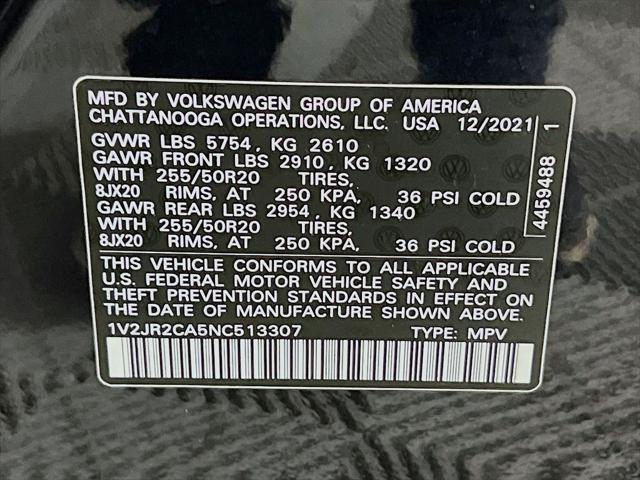 MFD BY VOLKSWAGEN GROUP OF AMERICA
CHATTANOOGA OPERATIONS, LLC. USA 12/2021
GVWR LBS 5754, KG 2610
GAWR FRONT LBS 2910, KG 1320
WITH 255/50R20 TIRES,
8JX20 RIMS, AT 250 KPA, 36 PSI COLD
GAWR REAR LBS 2954, KG 1340
WITH 255/50R20 TIRES,
8JX20 RIMS, AT 250 KPA, 36 PSI COLD
THIS VEHICLE CONFORMS TO ALL APPLICABLE
U.S. FEDERAL MOTOR VEHICLE SAFETY AND
THEFT PREVENTION STANDARDS IN EFFECT ON
THE DATE OF MANUFACTURE SHOWN ABOVE.
1V2JR2CA5NC513307 TYPE: MPV
4459488 1